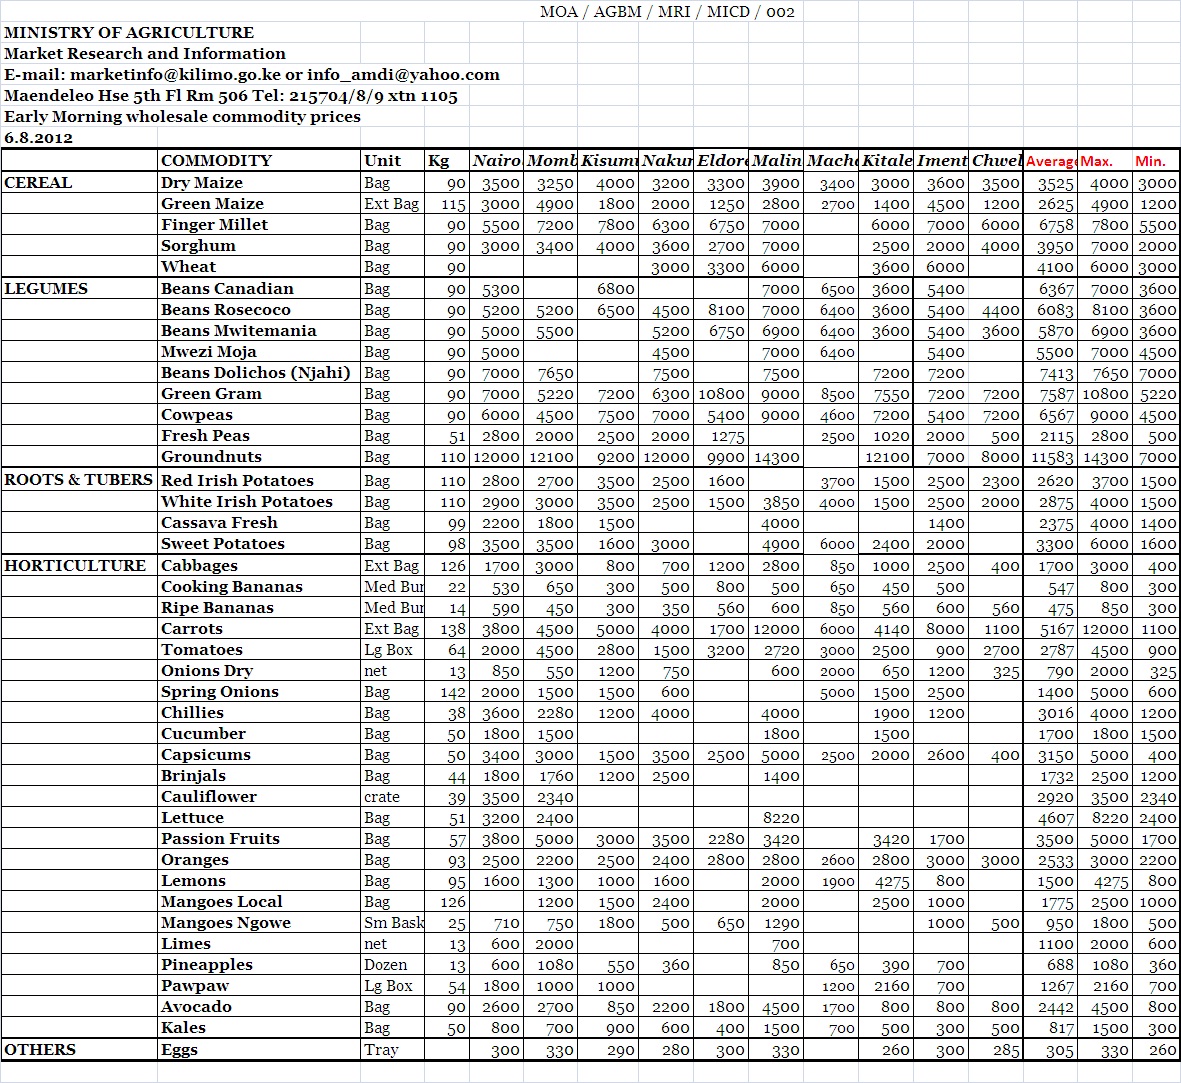 MOA / AGBM / MRI / MICD / 002
MINISTRY OF AGRICULTURE
Market Research and Information
E-mail: marketinfo@kilimo.go.ke or info_amdi@yahoo.com
Maendeleo Hse 5th Fl Rm 506 Tel: 215704/8/9 xtn 1105
Early Morning wholesale commodity prices
6.8.2012
COMMODITY Unit Kg Nairo Momb Kisumu Nakur Eldore Malin Macha Kitale Iment Chwel Average Max. Min.
CEREAL Dry Maize Bag 90 3500 3250 4000 3200 3300 3900 3400 3000 3600 3500 3525 4000 3000
Green Maize Ext Bag 115 3000 4900 1800 2000 1250 2800 2700 1400 4500 1200 2625 4900 1200
Finger Millet Bag 90 5500 7200 7800 6300 6750 7000 6000 7000 6000 6758 7800 5500
Sorghum Bag 90 3000 3400 4000 3600 2700 7000 2500 2000 4000 3950 7000 2000
Wheat Bag 90 3000 3300 6000 3600 6000 4100 6000 3000
LEGUMES Beans Canadian Bag 90 5300 6800 7000 6500 3600 5400 6367 7000 3600
Beans Rosecoco Bag 90 5200 5200 6500 4500 8100 7000 6400 3600 5400 4400 6083 8100 3600
Beans Mwitemania Bag 90 5000 5500 5200 6750 6900 6400 3600 5400 3600 5870 6900 3600
Mwezi Moja Bag 90 5000 4500 7000 6400 5400 5500 7000 4500
Beans Dolichos (Njahi) Bag 90 7000 7650 7500 7500 7200 7200 7413 7650 7000
Green Gram Bag 90 7000 5220 7200 6300 10800 9000 8500 7550 7200 7200 7587 10800 5220
Cowpeas Bag 90 6000 4500 7500 7000 5400 9000 4600 7200 5400 7200 6567 9000 4500
Fresh Peas Bag 51 2800 2000 2500 2000 1275 2500 1020 2000 500 2115 2800 500
Groundnuts Bag 110 12000 12100 9200 12000 9900 14300 12100 7000 8000 11583 14300 7000
ROOTS & TUBERS Red Irish Potatoes Bag 110 2800 2700 3500 2500 1600 3700 1500 2500 2300 2620 3700 1500
White Irish Potatoes Bag 110 2900 3000 3500 2500 1500 3850 4000 1500 2500 2000 2875 4000 1500
Cassava Fresh Bag 99 2200 1800 1500 4000 1400 2375 4000 1400
Sweet Potatoes Bag 98 3500 3500 1600 3000 4900 6000 2400 2000 3300 6000 1600
HORTICULTURE Cabbages Ext Bag 126 1700 3000 800 700 1200 2800 850 1000 2500 400 1700 3000 400
Cooking Bananas Med Bun 22 530 650 300 500 800 500 650 450 500 547 800 300
Ripe Bananas Med Bun 14 590 450 300 350 560 600 850 560 600 560 475 850 300
Carrots Ext Bag 138 3800 4500 5000 4000 1700 12000 6000 4140 8000 1100 5167 12000 1100
Tomatoes Lg Box 64 2000 4500 2800 1500 3200 2720 3000 2500 900 2700 2787 4500 900
Onions Dry net 13 850 550 1200 750 600 2000 650 1200 325 790 2000 325
Spring Onions Bag 142 2000 1500 1500 600 5000 1500 2500 1400 5000 600
Chillies Bag 38 3600 2280 1200 4000 4000 1900 1200 3016 4000 1200
Cucumber Bag 50 1800 1500 1800 1500 1700 1800 1500
Capsicums Bag 50 3400 3000 1500 3500 2500 5000 2500 2000 2600 400 3150 5000 400
Brinjals Bag 44 1800 1760 1200 2500 1400 1732 2500 1200
Cauliflower crate 39 3500 2340 2920 3500 2340
Lettuce Bag 51 3200 2400 8220 4607 8220 2400
Passion Fruits Bag 57 3800 5000 3000 3500 2280 3420 3420 1700 3500 5000 1700
Oranges Bag 93 2500 2200 2500 2400 2800 2800 2600 2800 3000 3000 2533 3000 2200
Lemons Bag 95 1600 1300 1000 1600 2000 1900 4275 800 1500 4275 800
Mangoes Local Bag 126 1200 1500 2400 2000 2500 1000 1775 2500 1000
Mangoes Ngowe Sm Bask 25 710 750 1800 500 650 1290 1000 500 950 1800 500
Limes net 13 600 2000 700 1100 2000 600
Pineapples Dozen 13 600 1080 550 360 850 650 390 700 688 1080 360
Pawpaw Lg Box 54 1800 1000 1000 1200 2160 700 1267 2160 700
Avocado Bag 90 2600 2700 850 2200 1800 4500 1700 800 800 800 2442 4500 800
Kales Bag 50 800 700 900 600 400 1500 700 500 300 500 817 1500 300
OTHERS Eggs Tray 300 330 290 280 300 330 260 300 285 305 330 260